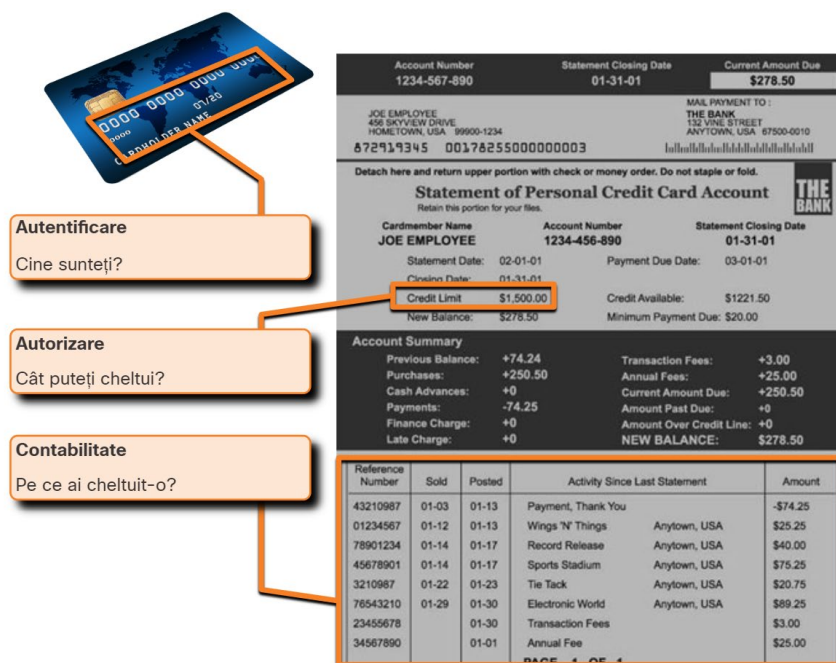 0000 0000 0000 0000
0000
07/20
CARDHOLDER NAME
Autentificare
Cine sunteți?
Autorizare
Cât puteți cheltui?
Contabilitate
Pe ce ai cheltuit-o?
Account Number Statement Closing Date Current Amount Due
1234-567-890 01-31-01 $278.50
JOE EMPLOYEE
456 SKYVIEW DRIVE
HOMETOWN, USA 99900-1234
MAIL PAYMENT TO :
THE BANK
132 VINE STREET
ANYTOWN, USA 67500-0010
872919345 00178255000000003
Detach here and return upper portion with check or money order. Do not staple or fold.
Statement of Personal Credit Card Account
Retain this portion for your files.
THE
BANK
Cardmember Name Account Number Statement Closing Date
JOE EMPLOYEE 1234-456-890 01-31-01
Statement Date: 02-01-01 Payment Due Date: 03-01-01
Closing Date: 01-31-01
Credit Limit $1,500.00 Credit Available: $1221.50
New Balance: $278.50 Minimum Payment Due: $20.00
Account Summary
Previous Balance: +74.24 Transaction Fees: +3.00
Purchases: +250.50 Annual Fees: +25.00
Cash Advances: +0 Current Amount Due: +250.50
Payments: -74.25 Amount Past Due: +0
Finance Charge: +0 Amount Over Credit Line: +0
Late Charge: +0 NEW BALANCE: $278.50
Reference
Number Sold Posted Activity Since Last Statement Amount
43210987 01-03 01-13 Payment, Thank You -$74.25
01234567 01-12 01-13 Wings 'N' Things Anytown, USA $25.25
78901234 01-14 01-17 Record Release Anytown, USA $40.00
45678901 01-14 01-17 Sports Stadium Anytown, USA $75.25
3210987 01-22 01-23 Tie Tack Anytown, USA $20.75
76543210 01-29 01-30 Electronic World Anytown, USA $89.25
23455678 01-30 Transaction Fees $3.00
34567890 01-01 Annual Fee $25.00
PAGE 1 OF 1